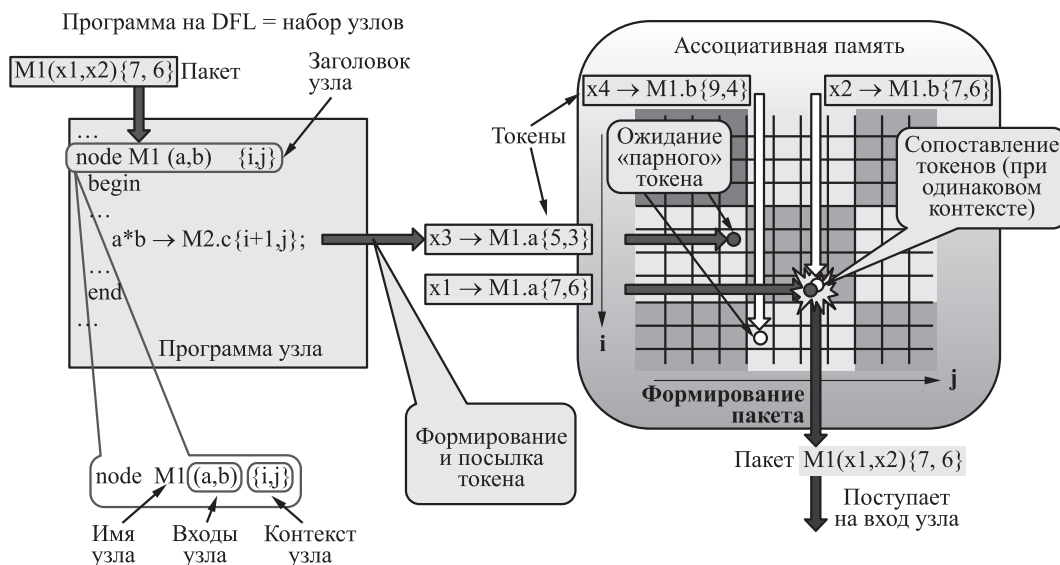 Программа на DFL = набор узлов
M1(x1,x2){7, 6} Пакет
Заголовок
узла
…
node M1 (a,b) {i,j}
begin
…
a*b → M2.c{i+1,j};
…
end
…
Программа узла
node M1 (a,b) {i,j}
Имя
узла
Входы
узла
Контекст
узла
Токены
x3 → M1.a{5,3}
x1 → M1.a{7,6}
Формирование
и посылка
токена
Ассоциативная память
x4 → M1.b{9,4}
x2 → M1.b{7,6}
Ожидание
«парного»
токена
Сопоставление
токенов (при
одинаковом
контексте)
i
j
Формирование
пакета
Пакет M1(x1,x2){7, 6}
Поступает
на вход узла